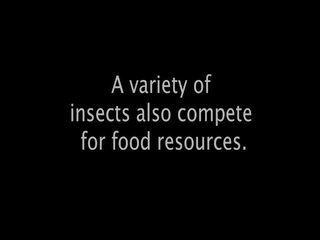 A variety of
insects also compete
for food resources.